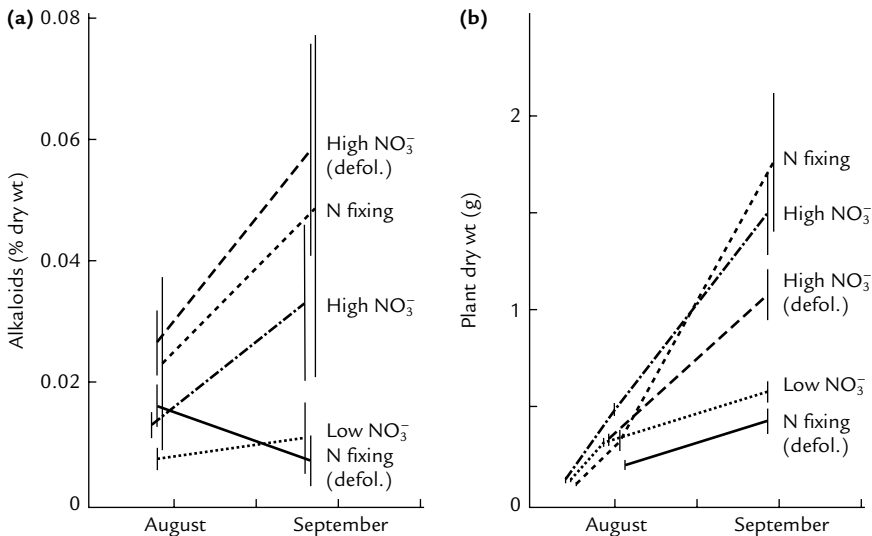 (a)
0.08
0.06
0.04
0.02
0
Alkaloids (% dry wt)
High NO₃⁻
(defol.)
N fixing
High NO₃⁻
Low NO₃⁻
N fixing
(defol.)
August
September
(b)
2
1
0
Plant dry wt (g)
N fixing
High NO₃⁻
High NO₃⁻
(defol.)
Low NO₃⁻
N fixing
(defol.)
August
September